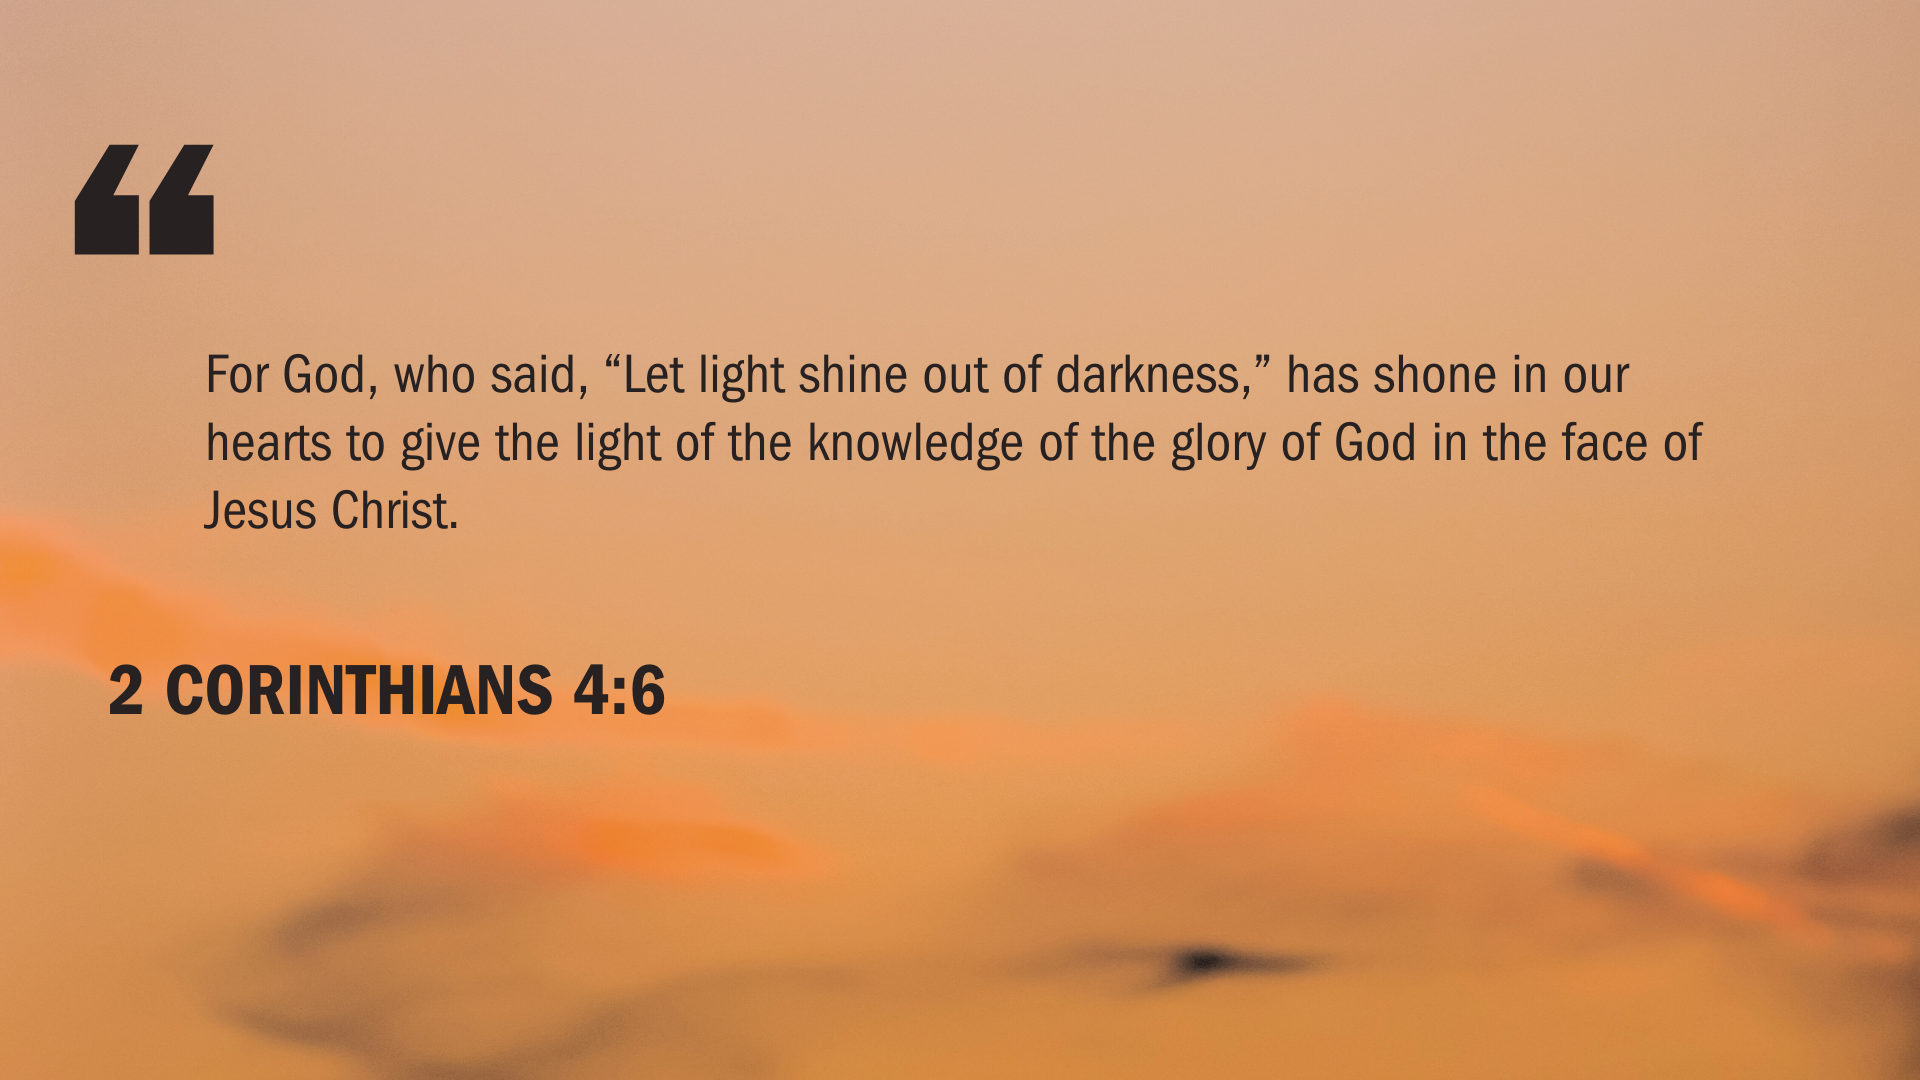 “
For God, who said, “Let light shine out of darkness,” has shone in our
hearts to give the light of the knowledge of the glory of God in the face of
Jesus Christ.
2 CORINTHIANS 4:6